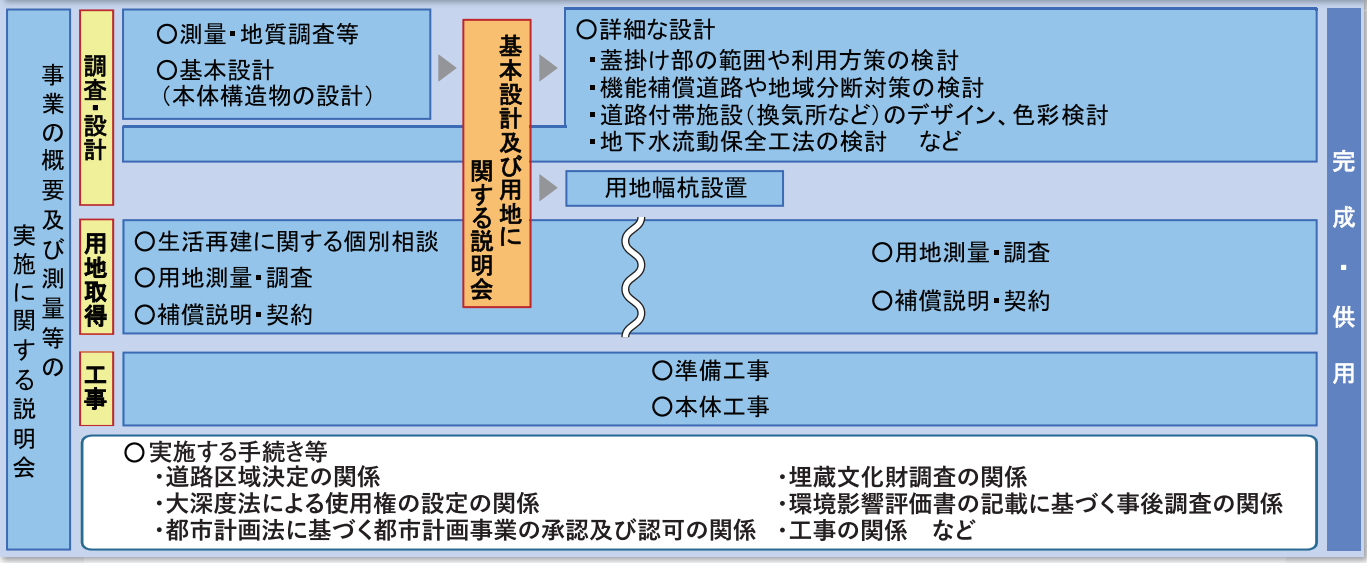 事業の概要及び測量等の
実施に関する説明会
調査・設計
○測量・地質調査等
○基本設計
（本体構造物の設計）
基本設計及び用地に
関する説明会
○詳細な設計
・蓋掛け部の範囲や利用方策の検討
・機能補償道路や地域分断対策の検討
・道路付帯施設（換気所など）のデザイン、色彩検討
・地下水流動保全工法の検討　など
用地幅杭設置
用地取得
○生活再建に関する個別相談
○用地測量・調査
○補償説明・契約
○用地測量・調査
○補償説明・契約
工事
○準備工事
○本体工事
○実施する手続き等
・道路区域決定の関係
・大深度法による使用権の設定の関係
・都市計画法に基づく都市計画事業の承認及び認可の関係
・埋蔵文化財調査の関係
・環境影響評価書の記載に基づく事後調査の関係
・工事の関係　など
完成・供用